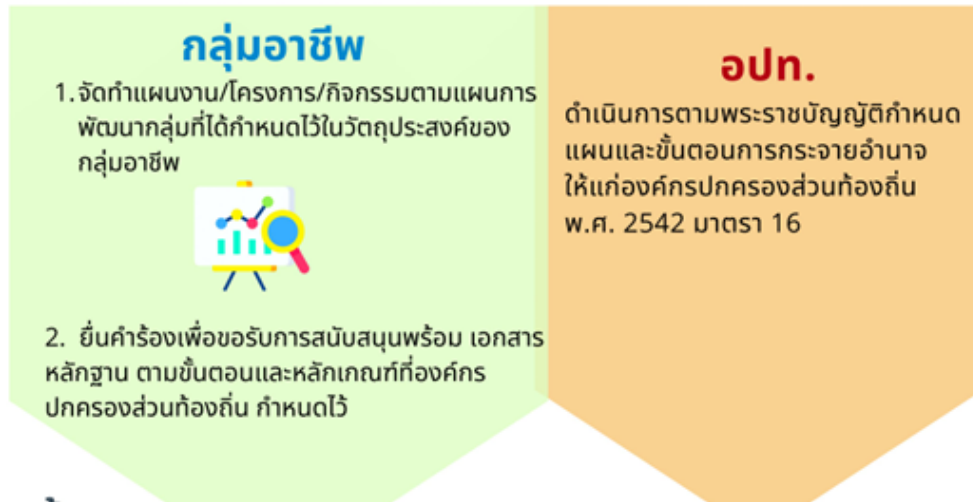 กลุ่มอาชีพ
1. จัดทำแผนงาน/โครงการ/กิจกรรมตามแผนการ
พัฒนากลุ่มที่ได้กำหนดไว้ในวัตถุประสงค์ของ
กลุ่มอาชีพ
2. ยื่นคำร้องเพื่อขอรับการสนับสนุนพร้อม เอกสาร
หลักฐาน ตามขั้นตอนและหลักเกณฑ์ที่องค์กร
ปกครองส่วนท้องถิ่น กำหนดไว้
อปท.
ดำเนินการตามพระราชบัญญัติกำหนด
แผนและขั้นตอนการกระจายอำนาจ
ให้แก่องค์กรปกครองส่วนท้องถิ่น
พ.ศ. 2542 มาตรา 16